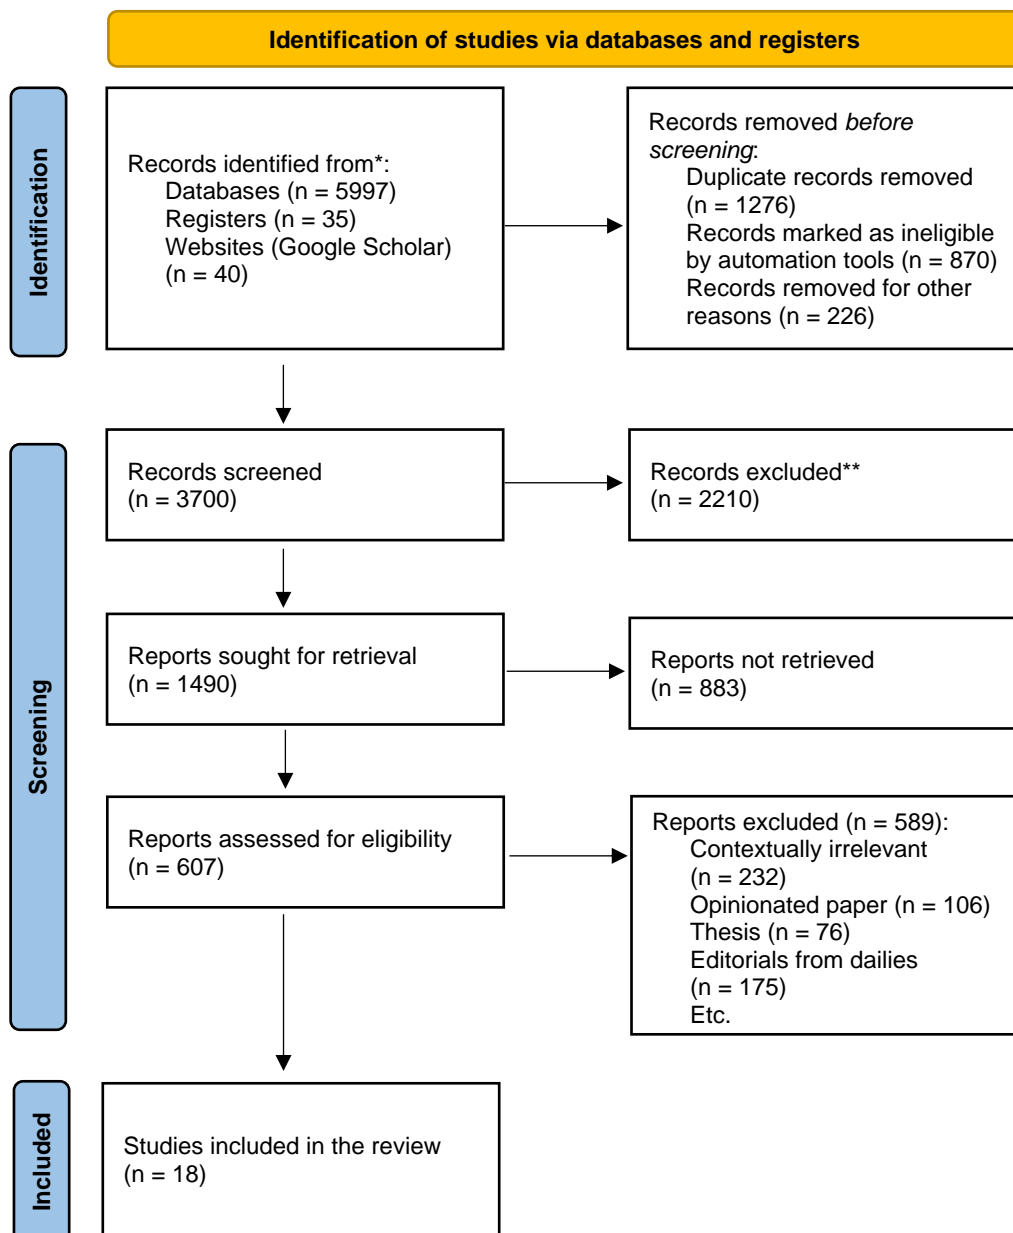 Identification of studies via databases and registers
Identification
Records identified from*:
Databases (n = 5997)
Registers (n = 35)
Websites (Google Scholar)
(n = 40)
Records removed before
screening:
Duplicate records removed
(n = 1276)
Records marked as ineligible
by automation tools (n = 870)
Records removed for other
reasons (n = 226)
Screening
Records screened
(n = 3700)
Records excluded**
(n = 2210)
Reports sought for retrieval
(n = 1490)
Reports not retrieved
(n = 883)
Reports assessed for eligibility
(n = 607)
Reports excluded (n = 589):
Contextually irrelevant
(n = 232)
Opinionated paper (n = 106)
Thesis (n = 76)
Editorials from dailies
(n = 175)
Etc.
Included
Studies included in the review
(n = 18)